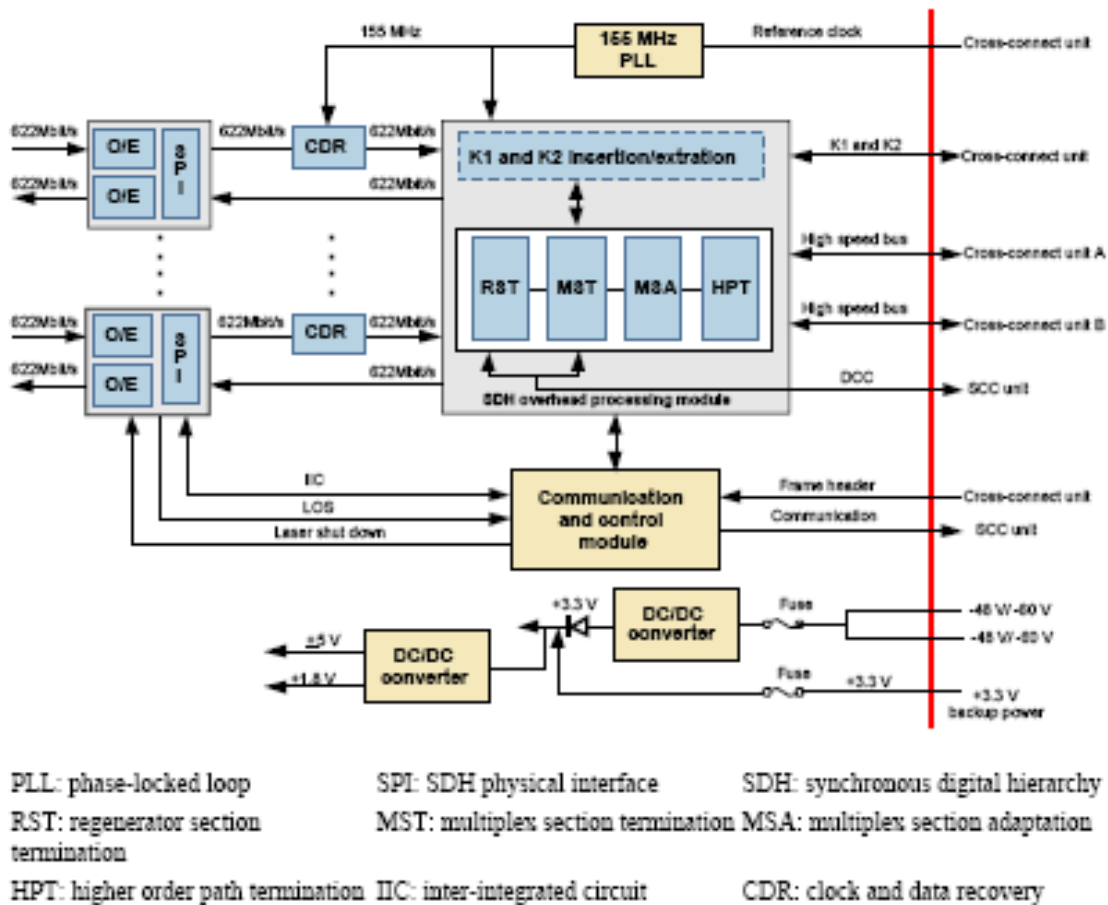 155 MHz
155 MHz
PLL
Reference clock
Cross-connect unit
622Mbit/s
O/E
S
P
I
622Mbit/s
CDR
622Mbit/s
K1 and K2 insertion/extration
K1 and K2
Cross-connect unit
622Mbit/s
O/E
622Mbit/s
High speed bus
Cross-connect unit A
RST
MST
MSA
HPT
622Mbit/s
O/E
S
P
I
622Mbit/s
CDR
622Mbit/s
High speed bus
Cross-connect unit B
622Mbit/s
O/E
622Mbit/s
DCC
SCC unit
SDH overhead processing module
IIC
LOS
Laser shut down
Communication
and control
module
Frame header
Cross-connect unit
Communication
SCC unit
+3.3 V
DC/DC
converter
Fuse
-48 V/ -60 V
-48 V/ -60 V
±5 V
+1.8 V
DC/DC
converter
Fuse
+3.3 V
+3.3 V
backup power
PLL: phase-locked loop
SPI: SDH physical interface
SDH: synchronous digital hierarchy
RST: regenerator section
termination
MST: multiplex section termination
MSA: multiplex section adaptation
HPT: higher order path termination
IIC: inter-integrated circuit
CDR: clock and data recovery